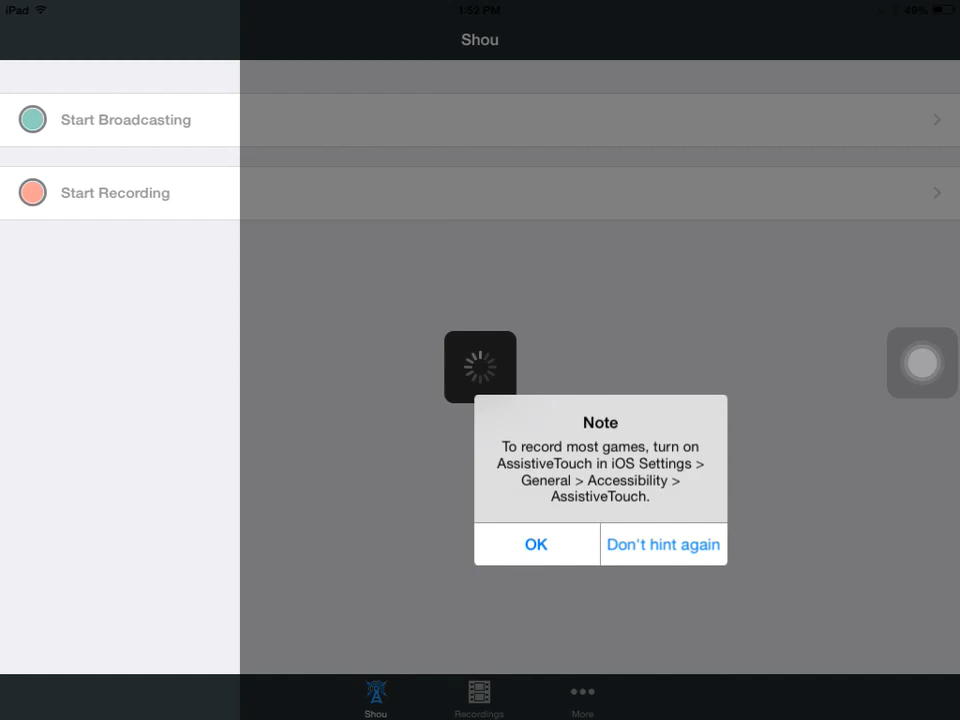 iPad
1:52 PM
49%
Shou
Start Broadcasting
Start Recording
Note
To record most games, turn on
AssistiveTouch in iOS Settings >
General > Accessibility >
AssistiveTouch.
OK
Don't hint again
Shou
Recordings
More